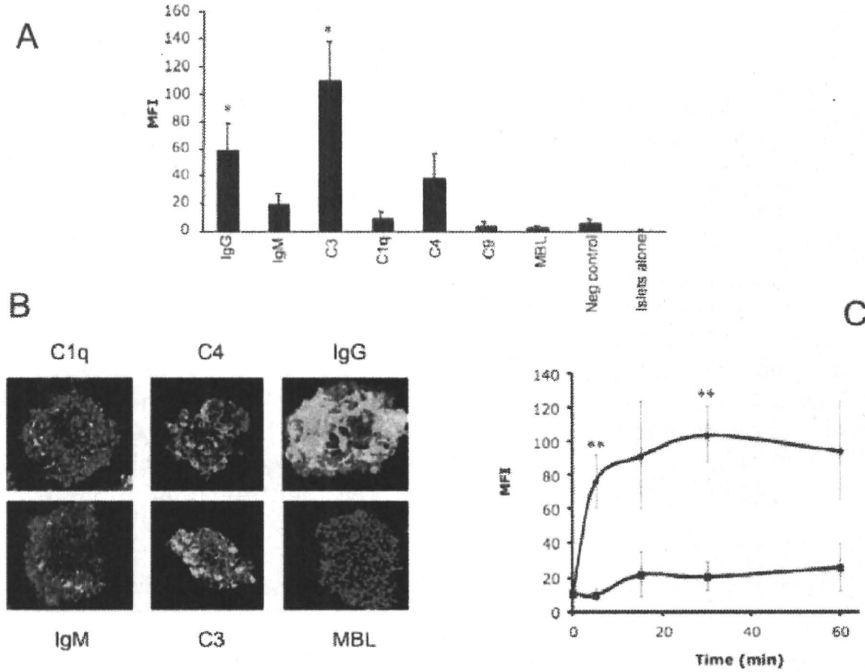 A
MFI
160
140
120
100
80
60
40
20
0
*
*
IgG
IgM
C3
C1q
C4
C9
MBL
Neg control
Islets alone
B
C1q
C4
IgG
IgM
C3
MBL
C
MFI
140
120
100
80
60
40
20
0
**
**
0
20
40
60
Time (min)